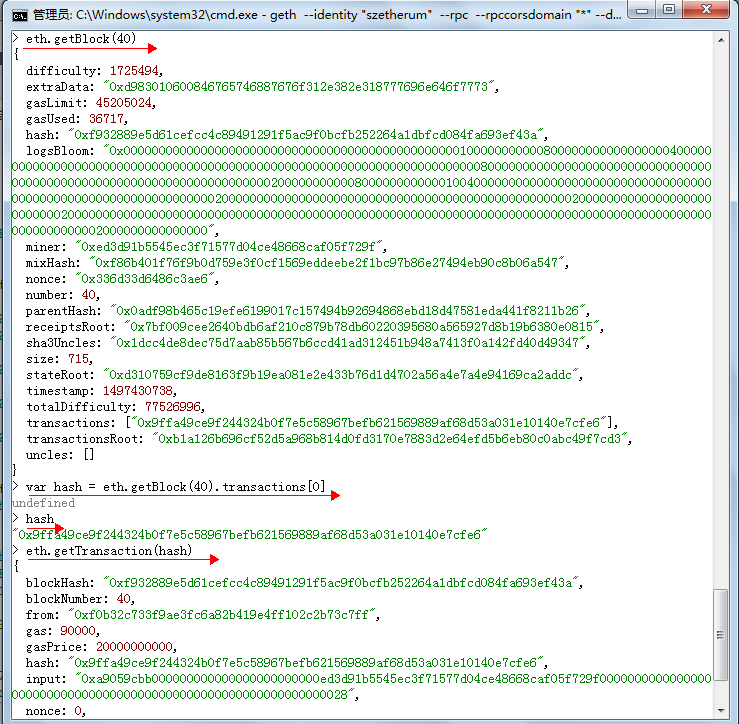 管理员: C:\Windows\system32\cmd.exe - geth --identity "szetherum" --rpc --rpccorsdomain "*" --d...
> eth.getBlock(40)
{
difficulty: 1725494,
extraData: "0xd983010600846765746887676f312e382e318777696e646f7773",
gasLimit: 45205024,
gasUsed: 36717,
hash: "0xf932889e5d61cefcc4c89491291f5ac9f0bcfb252264a1dbfcd084fa693ef43a",
logsBloom:
miner: "0xed3d91b5545ec3f71577d04ce48668caf05f729f",
mixHash: "0xf86b401f76f9b0d759e3f0cf1569eddeebe2f1bc97b86e27494eb90c8b06a547",
nonce: "0x336d33d6486c3ae6",
number: 40,
parentHash: "0x0adf98b465c19efe6199017c157494b92694868ebd18d47581eda441f8211b26",
receiptsRoot: "0x7bf009cee2640bdb6af210c879b78db60220395680a565927d8b19b6380e0815",
sha3Uncles: "0x1dcc4de8dec75d7aab85b567b6ccd41ad312451b948a7413f0a142fd40d49347",
size: 715,
stateRoot: "0xd310759cf9de8163f9b19ea081e2e433b76d1d4702a56a4e7a4e94169ca2addc",
timestamp: 1497430738,
totalDifficulty: 77526996,
transactions: ["0x9ffa49ce9f244324b0f7e5c58967befb621569889af68d53a031e10140e7cfe6"],
transactionsRoot: "0xb1a126b696cf52d5a968b814d0fd3170e7883d2e64efd5b6eb80c0abc49f7cd3",
uncles: []
}
> var hash = eth.getBlock(40).transactions[0]
undefined
> hash
"0x9ffa49ce9f244324b0f7e5c58967befb621569889af68d53a031e10140e7cfe6"
> eth.getTransaction(hash)
{
blockHash: "0xf932889e5d61cefcc4c89491291f5ac9f0bcfb252264a1dbfcd084fa693ef43a",
blockNumber: 40,
from: "0xf0b32c733f9ae3fc6a82b419e4ff102c2b73c7ff",
gas: 90000,
gasPrice: 20000000000,
hash: "0x9ffa49ce9f244324b0f7e5c58967befb621569889af68d53a031e10140e7cfe6",
input:
nonce: 0,